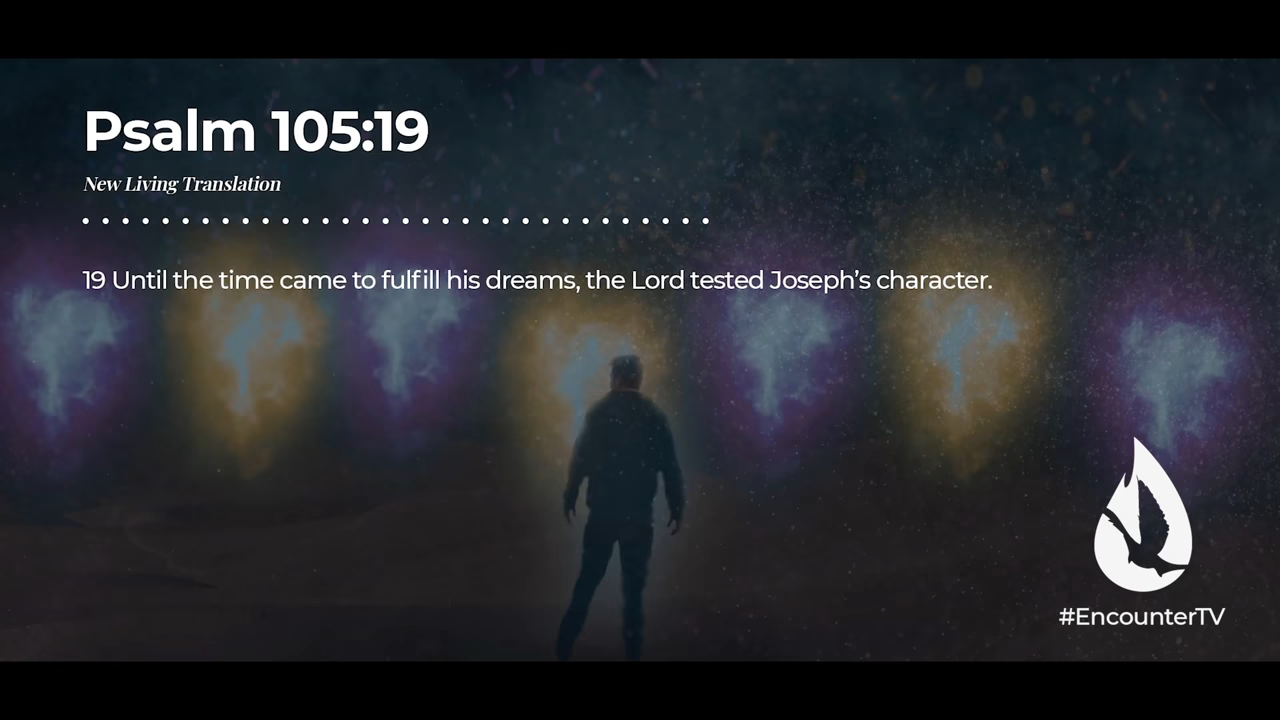 Psalm 105:19
New Living Translation
19 Until the time came to fulfill his dreams, the Lord tested Joseph’s character.
#EncounterTV